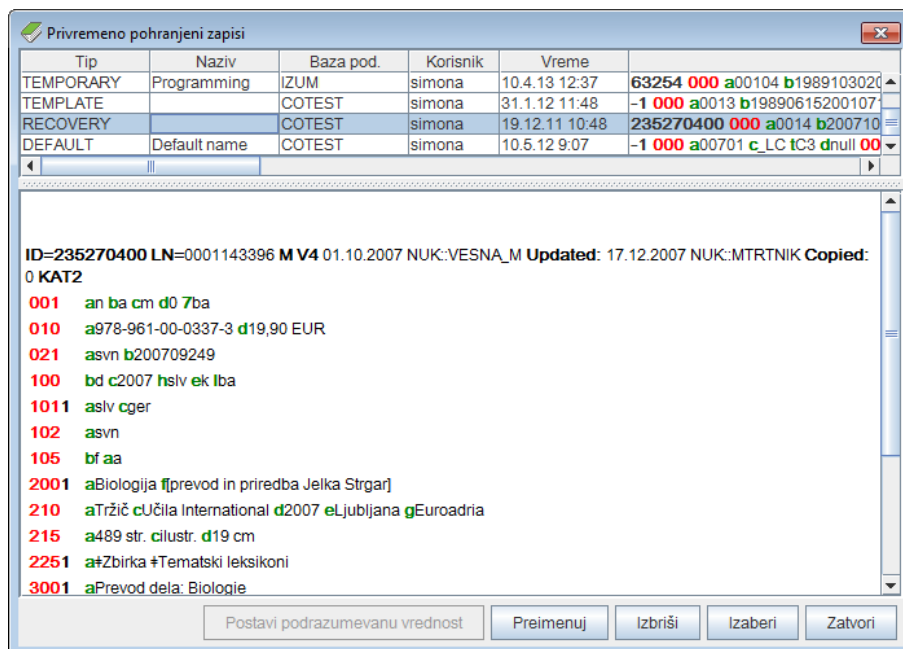 Privremeno pohranjeni zapisi
Tip Naziv Baza pod. Korisnik Vreme
TEMPORARY Programming IZUM simona 10.4.13 12:37 63254 000 a00104 b1989103020
TEMPLATE COTEST simona 31.1.12 11:48 -1 000 a0013 b198906152001071
RECOVERY COTEST simona 19.12.11 10:48 235270400 000 a0014 b200710
DEFAULT Default name COTEST simona 10.5.12 9:07 -1 000 a00701 c_LC tC3 dnull 00
ID=235270400 LN=0001143396 M V4 01.10.2007 NUK::VESNA_M Updated: 17.12.2007 NUK::MTRTNIK Copied:
0 KAT2
001 an ba cm d0 7ba
010 a978-961-00-0337-3 d19,90 EUR
021 asvn b200709249
100 bd c2007 hslv ek lba
1011 aslv cger
102 asvn
105 bf aa
2001 aBiologija f[prevod in priredba Jelka Strgar]
210 aTržič cUčila International d2007 eLjubljana gEuroadria
215 a489 str. cilustr. d19 cm
2251 a‡Zbirka ‡Tematski leksikoni
3001 aPrevod dela: Biologie
Postavi podrazumevanu vrednost Preimenuj Izbriši Izaberi Zatvori